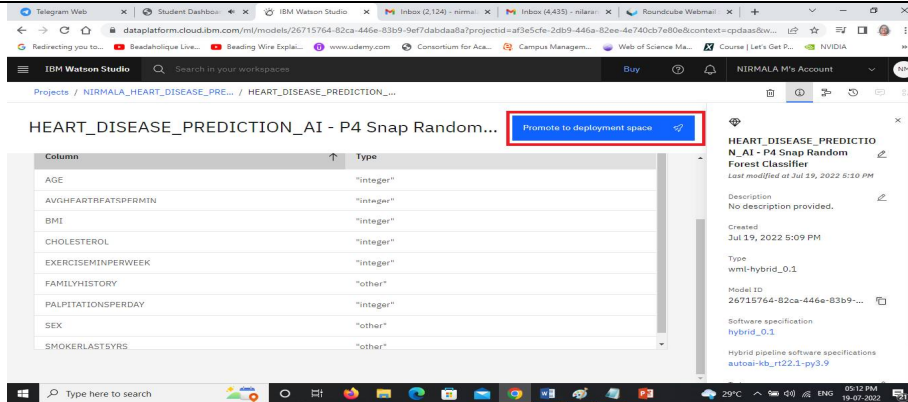 Telegram Web
Student Dashboa
IBM Watson Studio
Inbox (2,124) - nirmal
Inbox (4,435) - nilaran
Roundcube Webmail
dataplatform.cloud.ibm.com/ml/models/26715764-82ca-446e-83b9-9ef7dabdaa8a?projectid=af3e5cfe-2db9-446a-82ee-4e740cb7e80e&context=cpdaas&w...
Redirecting you to...
Beadaholique Live...
Beading Wire Explai...
www.udemy.com
Consortium for Aca...
Campus Managem...
Web of Science Ma...
Course | Let's Get P...
NVIDIA
IBM Watson Studio
Search in your workspaces
Buy
NIRMALA M's Account
NM
Projects / NIRMALA_HEART_DISEASE_PRE... / HEART_DISEASE_PREDICTION_...
HEART_DISEASE_PREDICTION_AI - P4 Snap Random...
Promote to deployment space
Column Type
AGE "integer"
AVGHEARTBEATSPERMIN "integer"
BMI "integer"
CHOLESTEROL "integer"
EXERCISEMINPERWEEK "integer"
FAMILYHISTORY "other"
PALPITATIONSPERDAY "integer"
SEX "other"
SMOKERLAST5YRS "other"
HEART_DISEASE_PREDICTIO
N_AI - P4 Snap Random
Forest Classifier
Last modified at Jul 19, 2022 5:10 PM
Description
No description provided.
Created
Jul 19, 2022 5:09 PM
Type
wml-hybrid_0.1
Model ID
26715764-82ca-446e-83b9-...
Software specification
hybrid_0.1
Hybrid pipeline software specifications
autoai-kb_rt22.1-py3.9
Type here to search
29°C
ENG
05:12 PM
19-07-2022
21